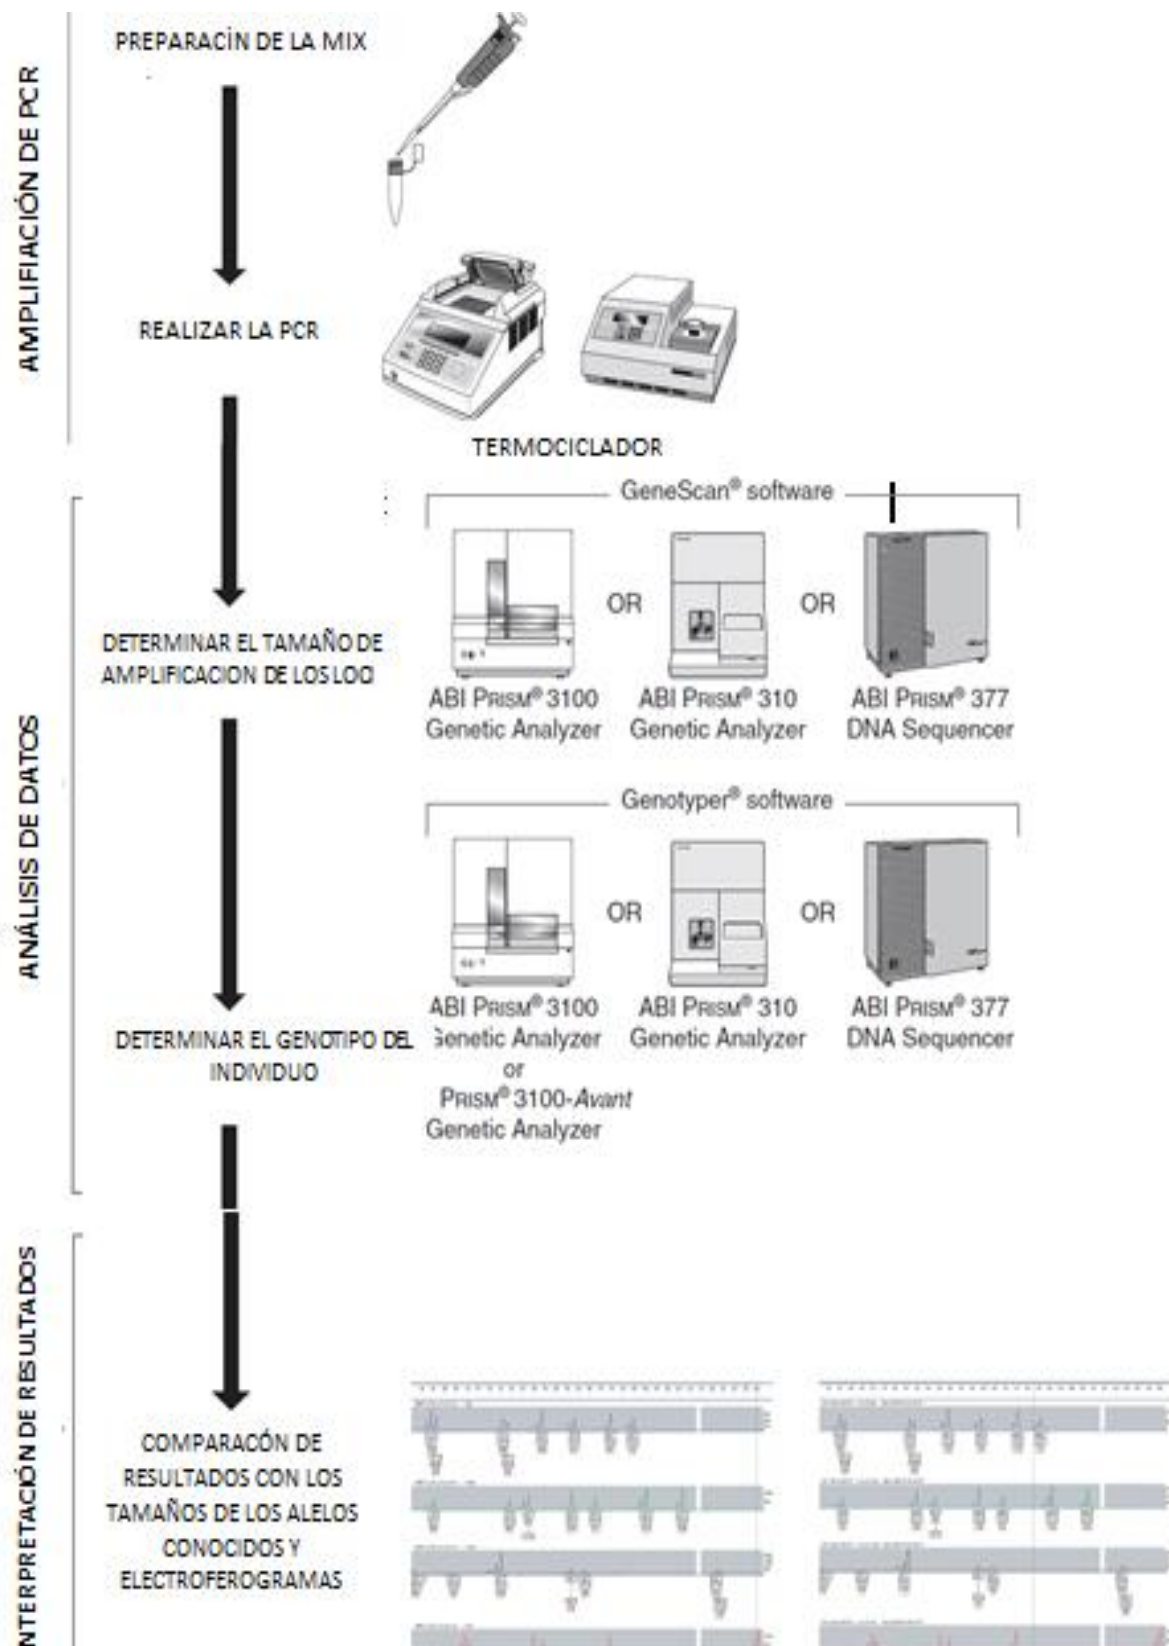 AMPLIFIACIÓN DE PCR
PREPARACÌN DE LA MIX
REALIZAR LA PCR
TERMOCICLADOR
ANÁLISIS DE DATOS
GeneScan® software
DETERMINAR EL TAMAÑO DE
AMPLIFICACION DE LOS LOCI
OR
OR
ABI PRISM® 3100
Genetic Analyzer
ABI PRISM® 310
Genetic Analyzer
ABI PRISM® 377
DNA Sequencer
Genotyper® software
OR
OR
DETERMINAR EL GENOTIPO DEL
INDIVIDUO
ABI PRISM® 3100
Genetic Analyzer
or
PRISM® 3100-Avant
Genetic Analyzer
ABI PRISM® 310
Genetic Analyzer
ABI PRISM® 377
DNA Sequencer
NTERPRETACIÓN DE RESULTADOS
COMPARACÓN DE
RESULTADOS CON LOS
TAMAÑOS DE LOS ALELOS
CONOCIDOS Y
ELECTROFEROGRAMAS